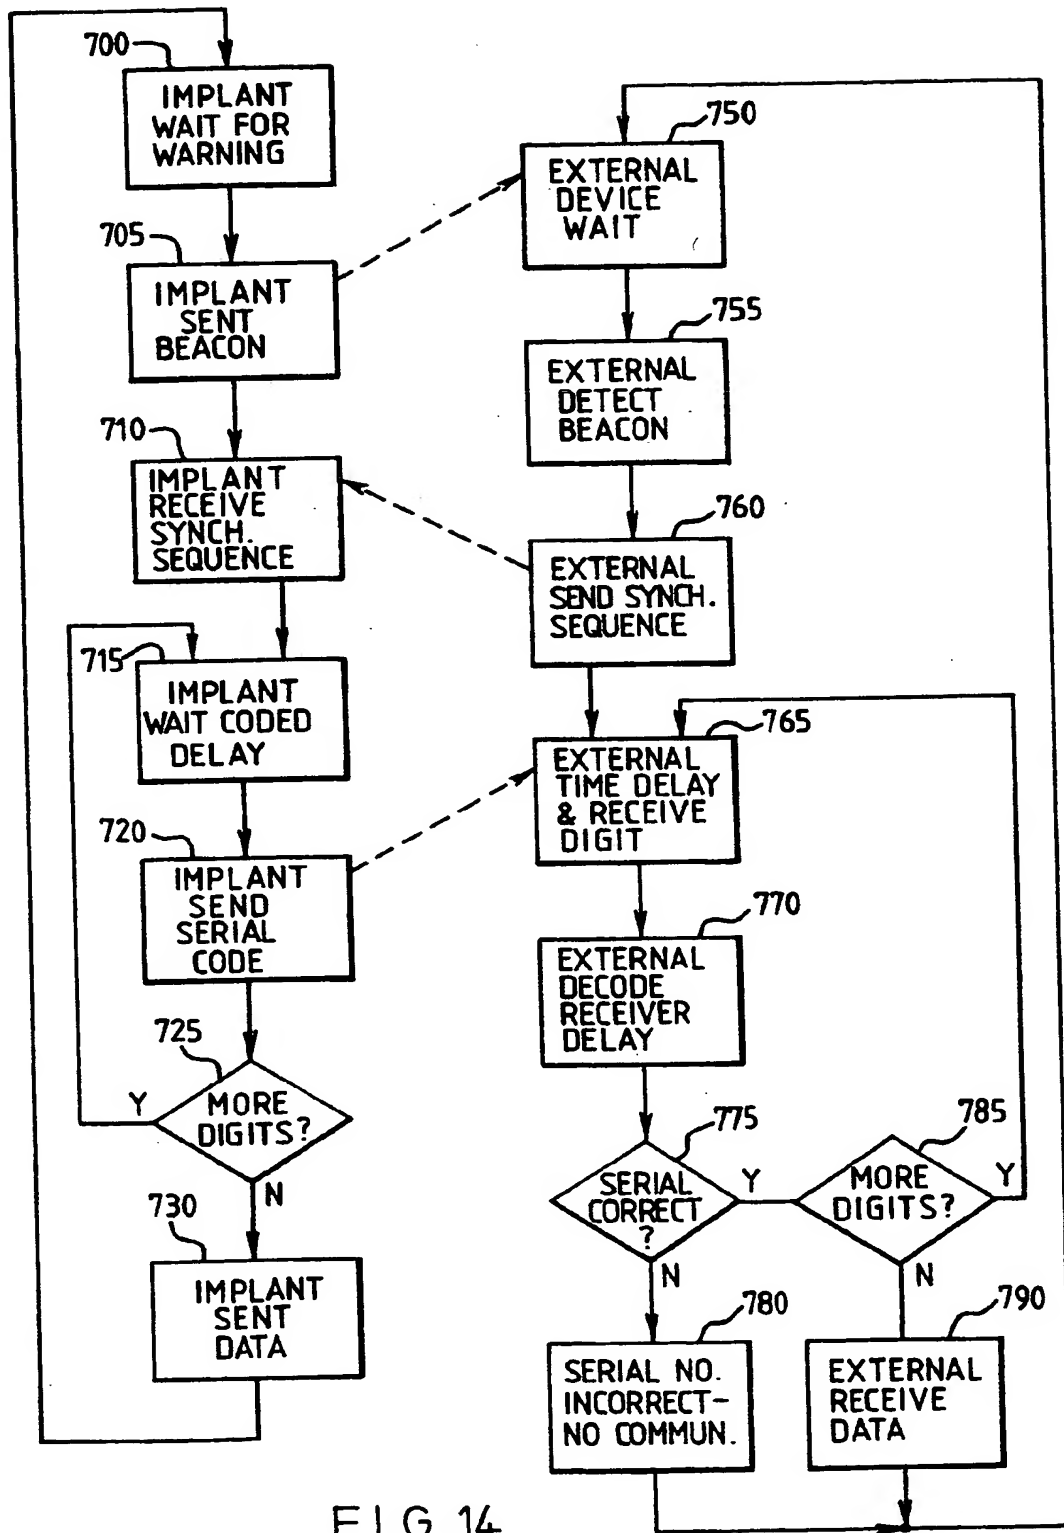 700
IMPLANT
WAIT FOR
WARNING
705
IMPLANT
SENT
BEACON
710
IMPLANT
RECEIVE
SYNCH.
SEQUENCE
715
IMPLANT
WAIT CODED
DELAY
720
IMPLANT
SEND
SERIAL
CODE
725
Y
MORE
DIGITS?
N
730
IMPLANT
SENT
DATA
750
EXTERNAL
DEVICE
WAIT
755
EXTERNAL
DETECT
BEACON
760
EXTERNAL
SEND SYNCH.
SEQUENCE
765
EXTERNAL
TIME DELAY
& RECEIVE
DIGIT
770
EXTERNAL
DECODE
RECEIVER
DELAY
775
SERIAL
CORRECT
?
Y
N
785
MORE
DIGITS?
Y
N
780
SERIAL NO.
INCORRECT-
NO COMMUN.
790
EXTERNAL
RECEIVE
DATA
FIG 14